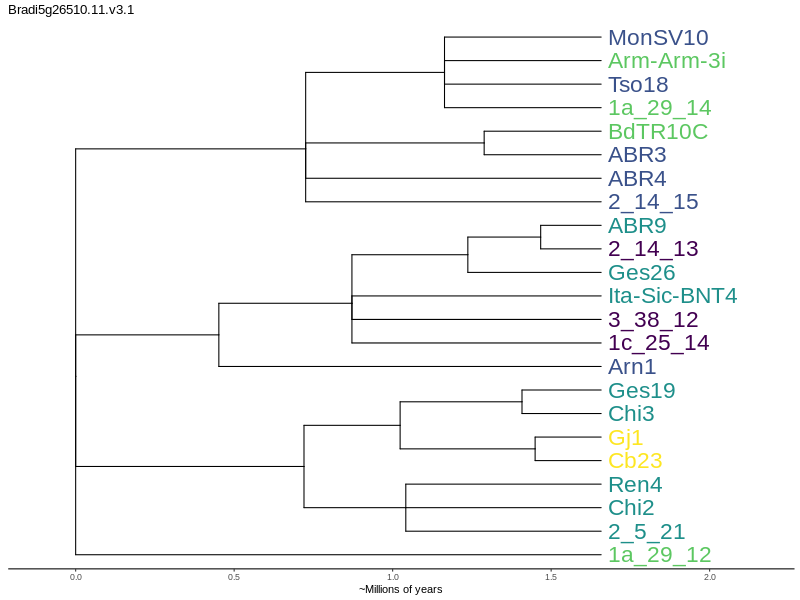 Bradi5g26510.11.v3.1
MonSV10
Arm-Arm-3i
Tso18
1a_29_14
BdTR10C
ABR3
ABR4
2_14_15
ABR9
2_14_13
Ges26
Ita-Sic-BNT4
3_38_12
1c_25_14
Arn1
Ges19
Chi3
Gj1
Cb23
Ren4
Chi2
2_5_21
1a_29_12
0.0 0.5 1.0 1.5 2.0
~Millions of years